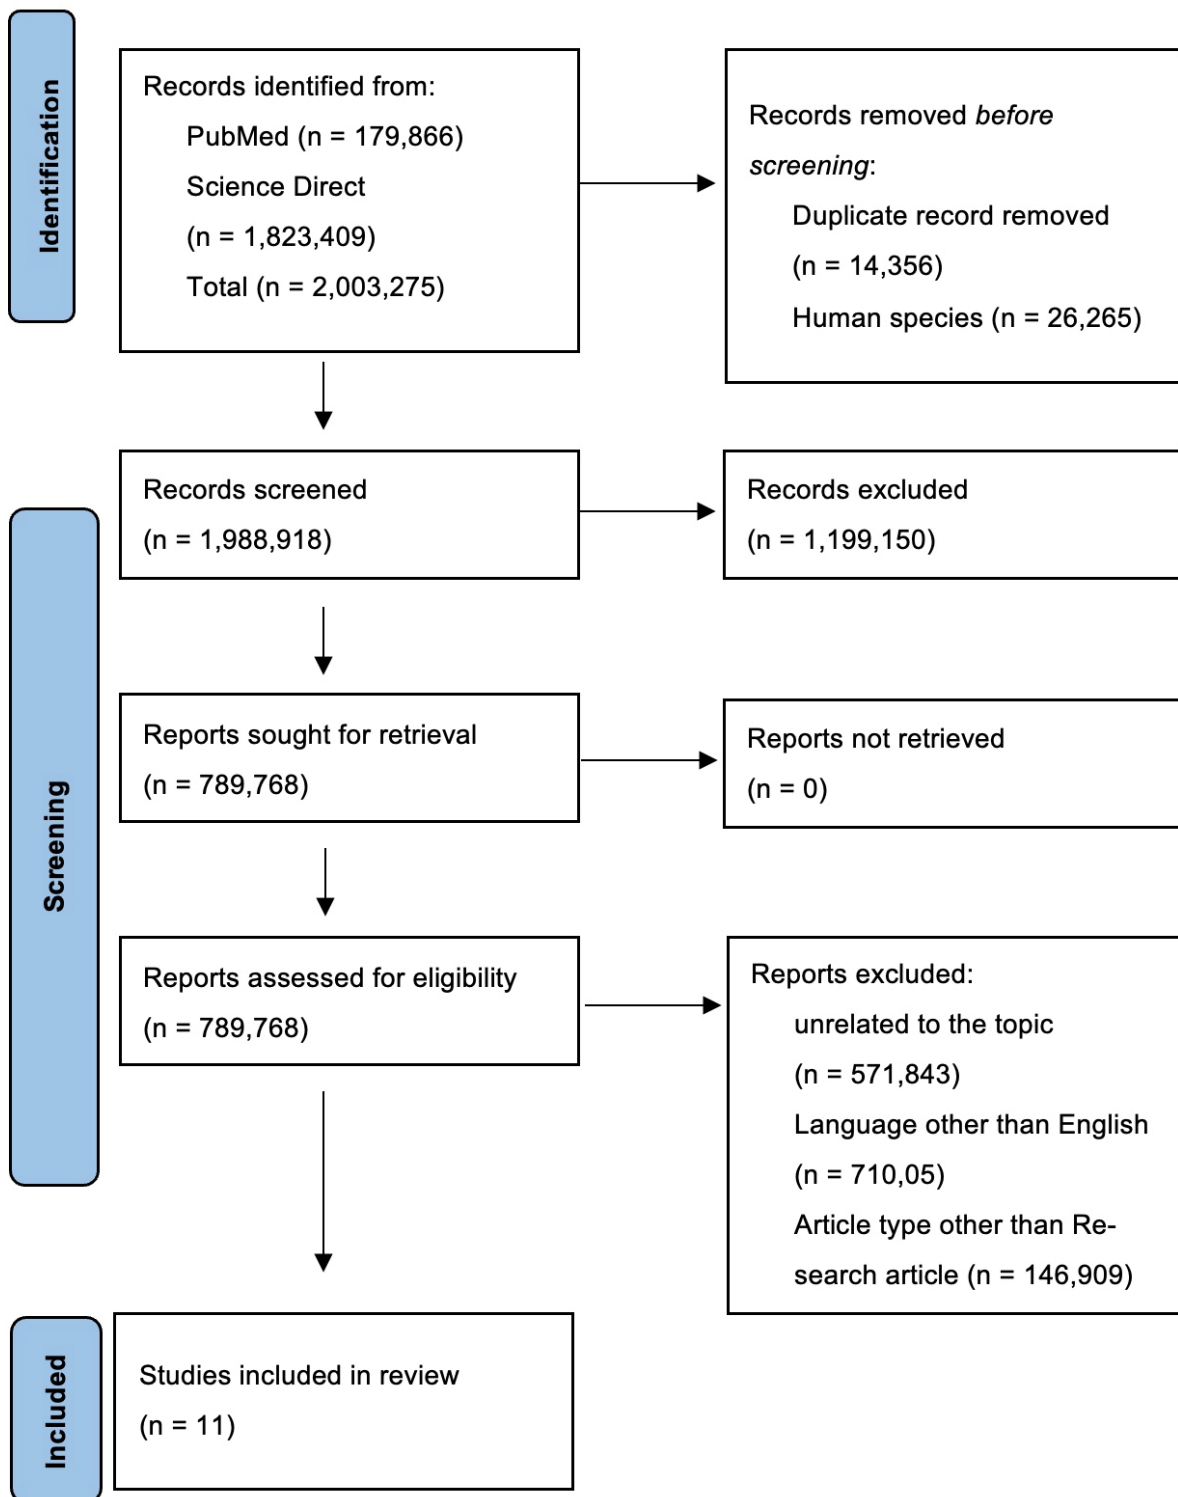 Identification
Records identified from:
PubMed (n = 179,866)
Science Direct
(n = 1,823,409)
Total (n = 2,003,275)
Records removed before
screening:
Duplicate record removed
(n = 14,356)
Human species (n = 26,265)
Screening
Records screened
(n = 1,988,918)
Records excluded
(n = 1,199,150)
Reports sought for retrieval
(n = 789,768)
Reports not retrieved
(n = 0)
Reports assessed for eligibility
(n = 789,768)
Reports excluded:
unrelated to the topic
(n = 571,843)
Language other than English
(n = 710,05)
Article type other than Re-
search article (n = 146,909)
Included
Studies included in review
(n = 11)